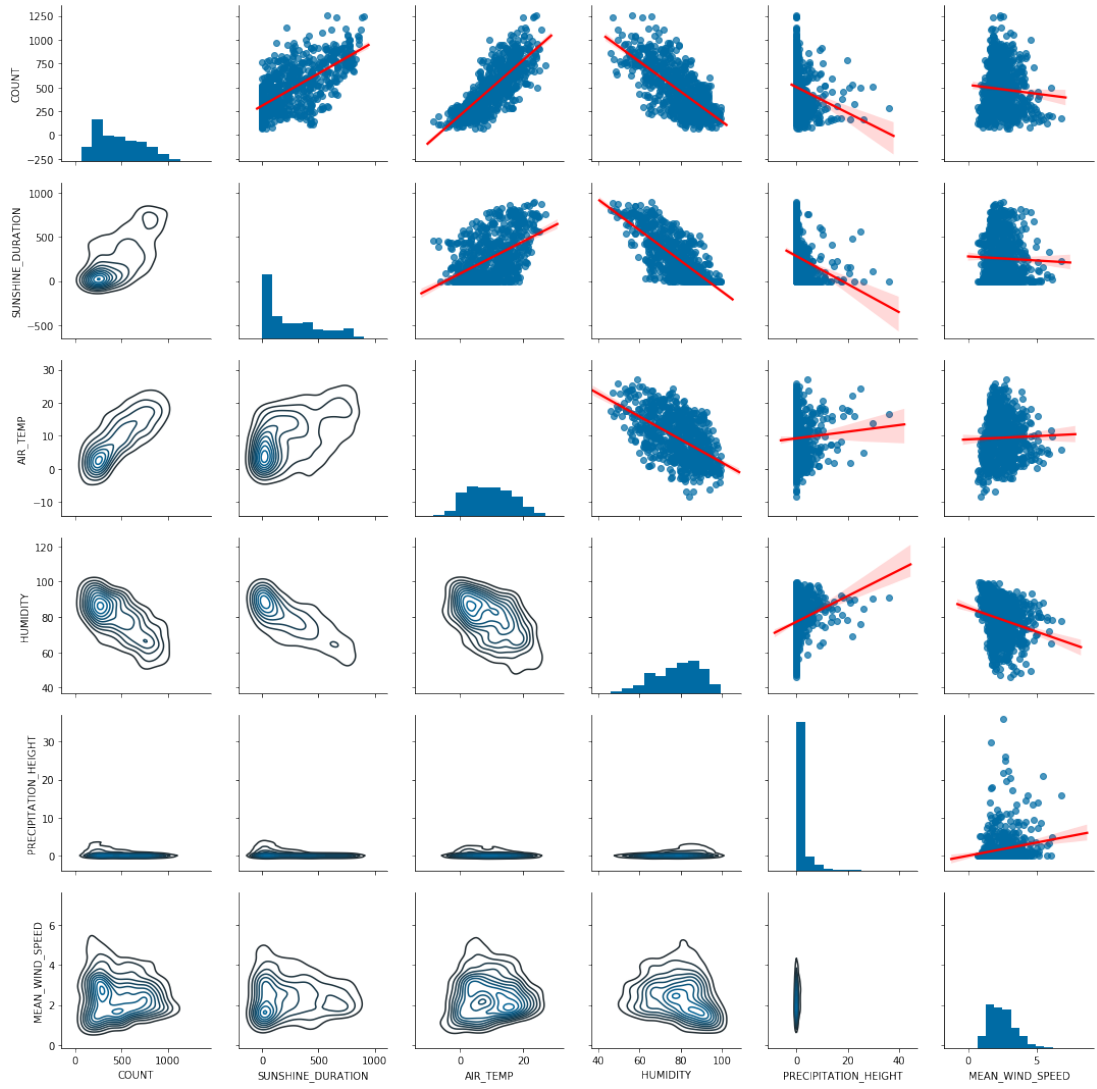 1250
1000
750
500
250
0
−250
COUNT
1000
500
0
−500
SUNSHINE_DURATION
30
20
10
0
−10
AIR_TEMP
120
100
80
60
40
HUMIDITY
30
20
10
0
PRECIPITATION_HEIGHT
6
4
2
0
MEAN_WIND_SPEED
0 500 1000
COUNT
0 500 1000
SUNSHINE_DURATION
0 20
AIR_TEMP
40 60 80 100
HUMIDITY
0 20 40
PRECIPITATION_HEIGHT
0 5
MEAN_WIND_SPEED